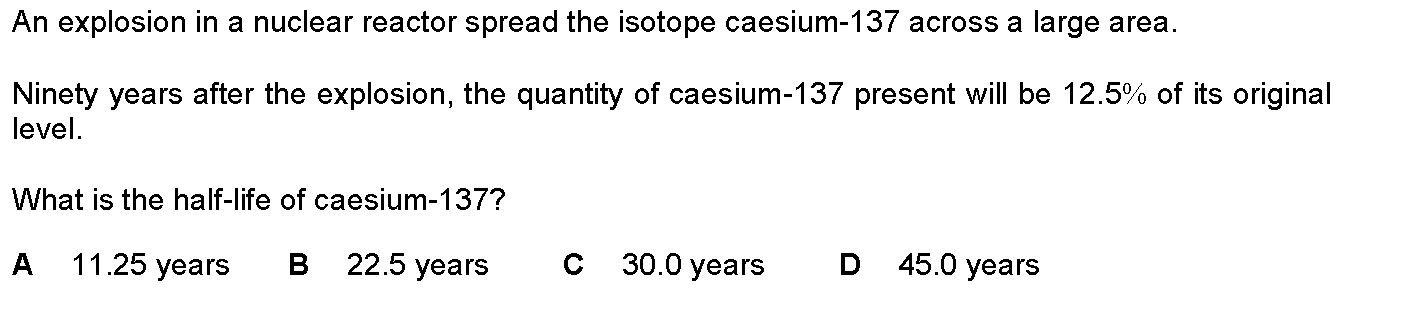 An explosion in a nuclear reactor spread the isotope caesium-137 across a large area.
Ninety years after the explosion, the quantity of caesium-137 present will be 12.5% of its original
level.
What is the half-life of caesium-137?
A 11.25 years B 22.5 years C 30.0 years D 45.0 years